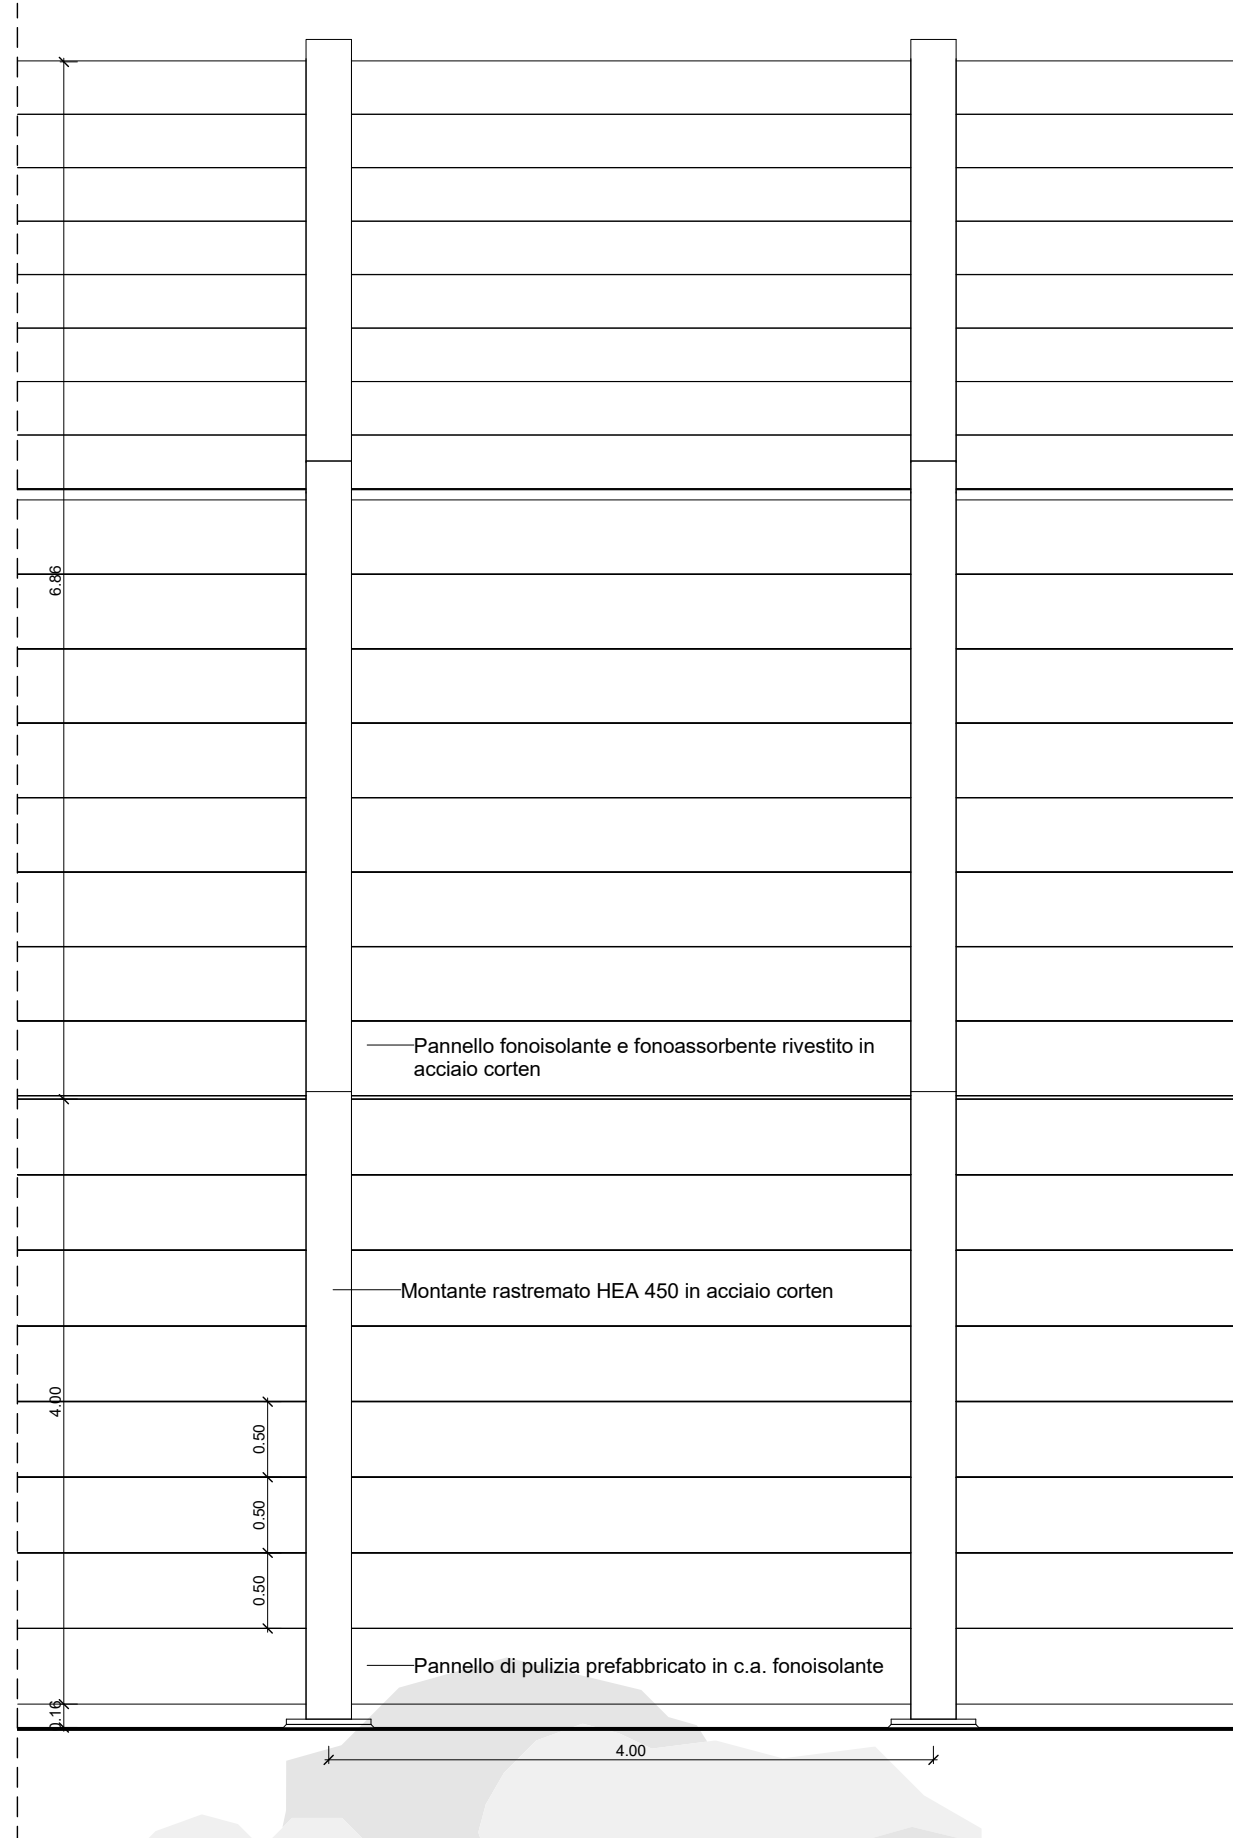 6.86
Pannello fonoisolante e fonoassorbente rivestito in
acciaio corten
Montante rastremato HEA 450 in acciaio corten
4.00
0.50
0.50
0.50
Pannello di pulizia prefabbricato in c.a. fonoisolante
0.16
4.00